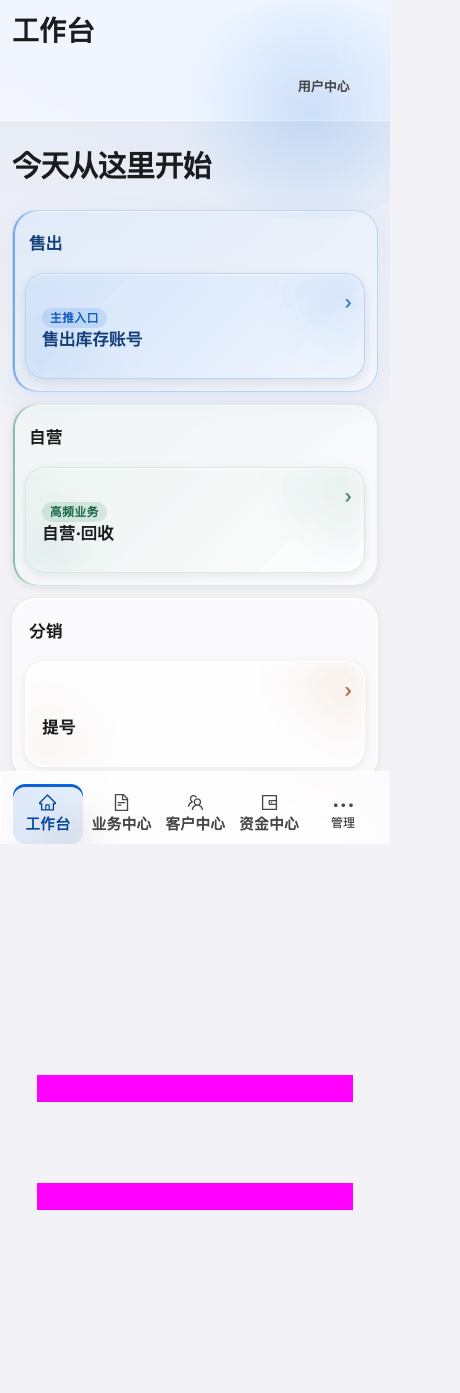 工作台
用户中心
今天从这里开始
售出
主推入口
售出库存账号
自营
高频业务
自营·回收
分销
提号
工作台
业务中心
客户中心
资金中心
管理